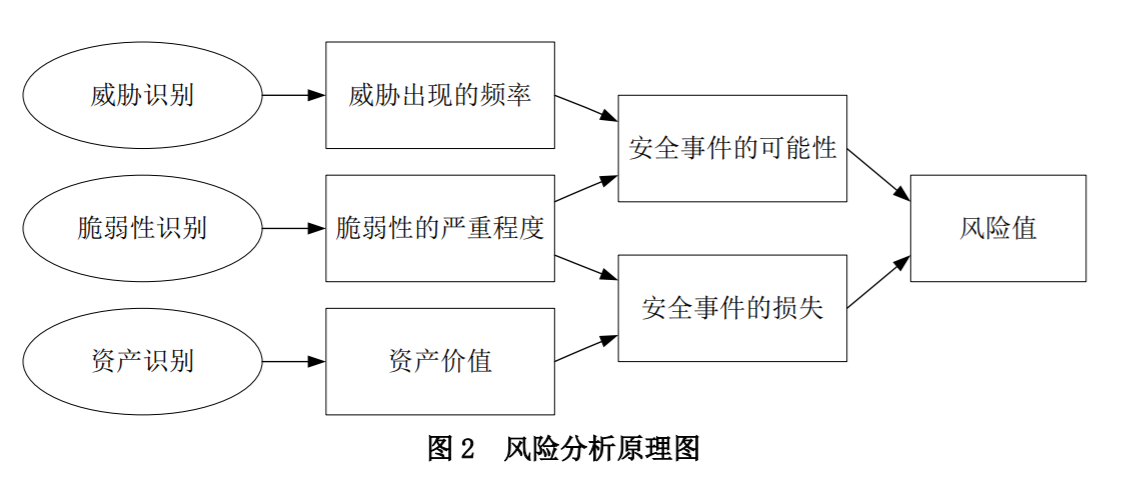 威胁识别
威胁出现的频率
安全事件的可能性
脆弱性识别
脆弱性的严重程度
风险值
安全事件的损失
资产识别
资产价值
图 2 风险分析原理图